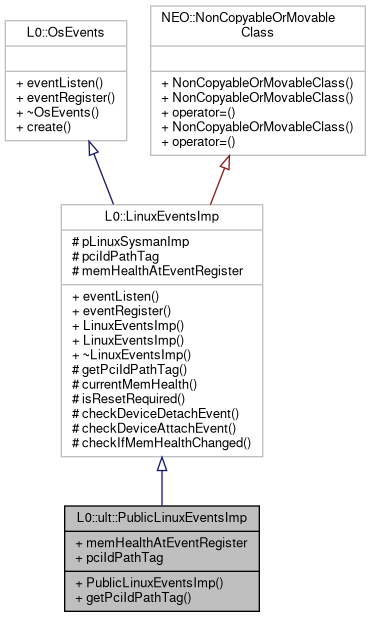 L0::OsEvents
+ eventListen()
+ eventRegister()
+ ~OsEvents()
+ create()
NEO::NonCopyableOrMovable
Class
+ NonCopyableOrMovableClass()
+ NonCopyableOrMovableClass()
+ operator=()
+ NonCopyableOrMovableClass()
+ operator=()
L0::LinuxEventsImp
# pLinuxSysmanImp
# pciIdPathTag
# memHealthAtEventRegister
+ eventListen()
+ eventRegister()
+ LinuxEventsImp()
+ LinuxEventsImp()
+ ~LinuxEventsImp()
# getPciIdPathTag()
# currentMemHealth()
# isResetRequired()
# checkDeviceDetachEvent()
# checkDeviceAttachEvent()
# checkIfMemHealthChanged()
L0::ult::PublicLinuxEventsImp
+ memHealthAtEventRegister
+ pciIdPathTag
+ PublicLinuxEventsImp()
+ getPciIdPathTag()